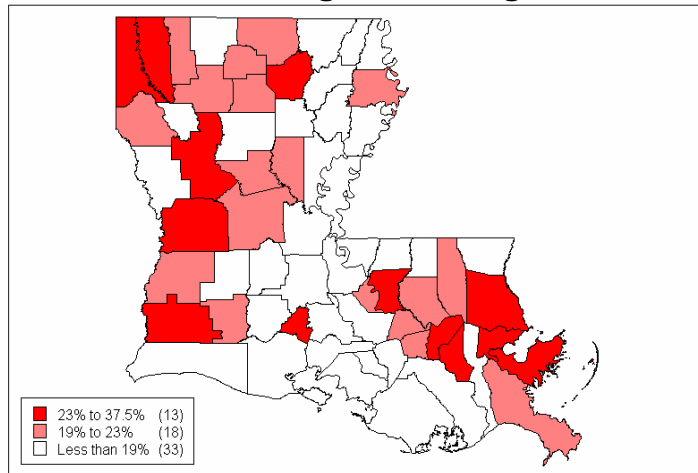 23% to 37.5% (13)
19% to 23% (18)
Less than 19% (33)